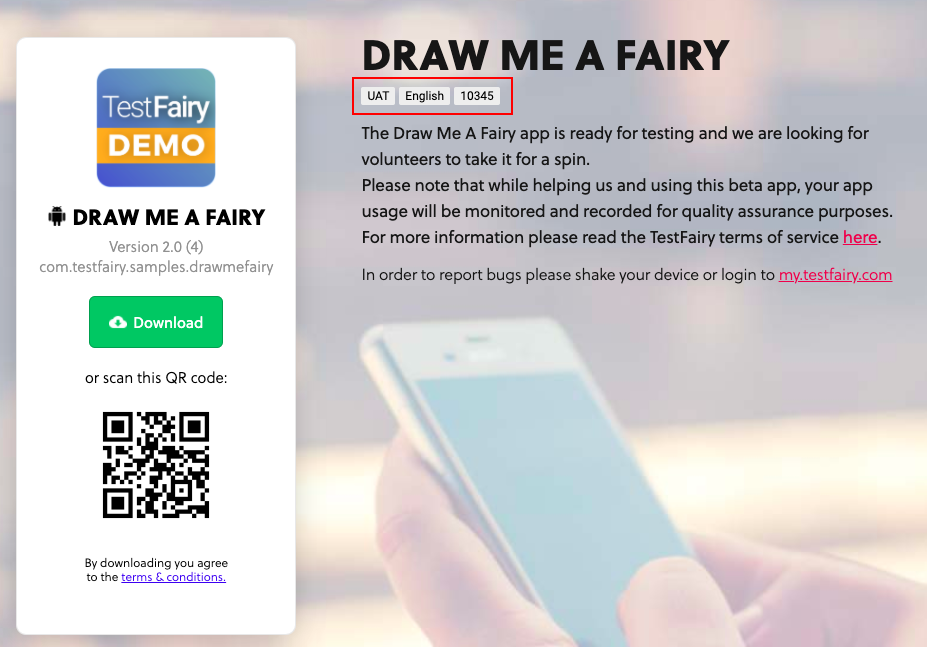 TestFairy
DEMO
DRAW ME A FAIRY
Version 2.0 (4)
com.testfairy.samples.drawmefairy
Download
or scan this QR code:
By downloading you agree
to the terms & conditions.
DRAW ME A FAIRY
UAT English 10345
The Draw Me A Fairy app is ready for testing and we are looking for
volunteers to take it for a spin.
Please note that while helping us and using this beta app, your app
usage will be monitored and recorded for quality assurance purposes.
For more information please read the TestFairy terms of service here.
In order to report bugs please shake your device or login to my.testfairy.com